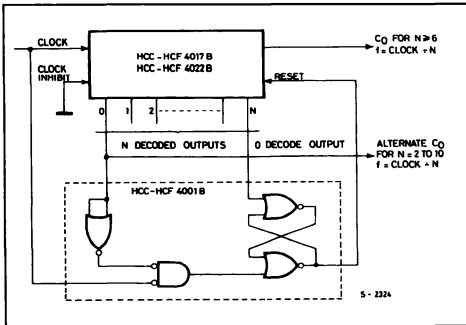 CLOCK
HCC-HCF 4017 B
HCC-HCF 4022 B
C₀ FOR N ≥ 6
f = CLOCK ÷ N
CLOCK
INHIBIT
RESET
0 1 2 N
N DECODED OUTPUTS
0 DECODE OUTPUT
ALTERNATE C₀
FOR N = 2 TO 10
f = CLOCK ÷ N
HCC-HCF 4001 B
S - 2324